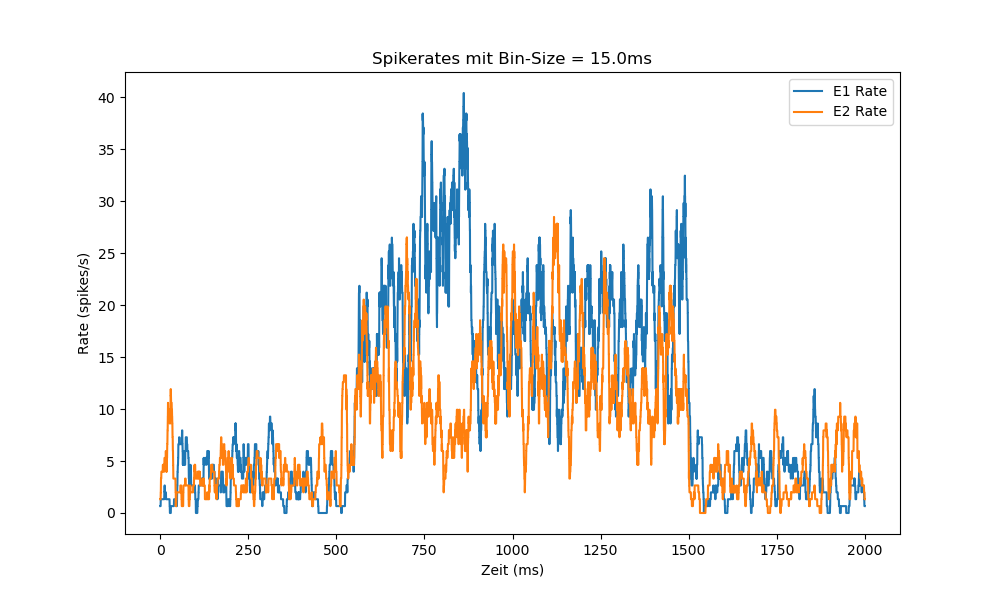 Spikerates mit Bin-Size = 15.0ms
E1 Rate
E2 Rate
40
35
30
25
20
15
10
5
0
Rate (spikes/s)
0 250 500 750 1000 1250 1500 1750 2000
Zeit (ms)